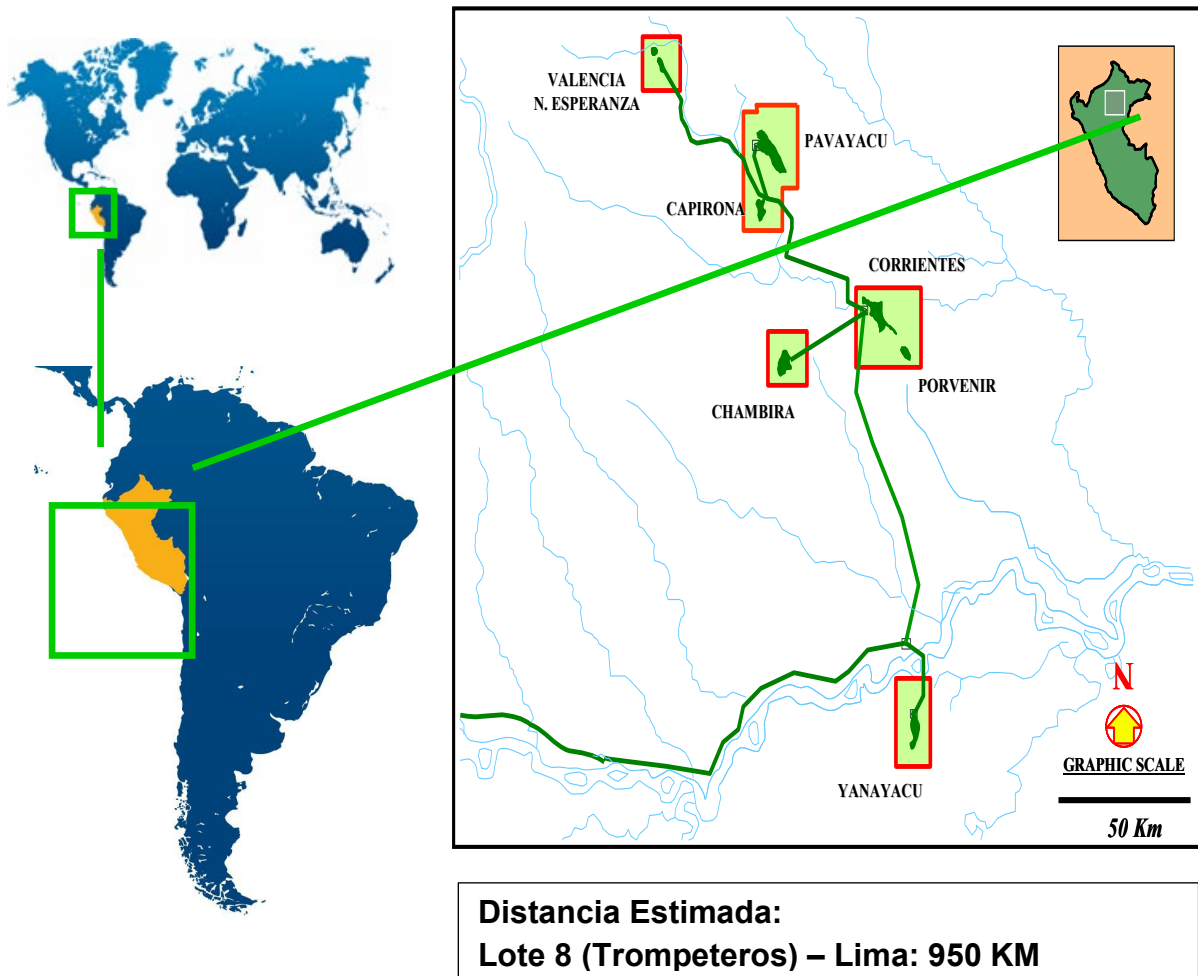 VALENCIA
N. ESPERANZA
PAVAYACU
CAPIRONA
CORRIENTES
PORVENIR
CHAMBIRA
YANAYACU
N
GRAPHIC SCALE
50 Km
Distancia Estimada:
Lote 8 (Trompeteros) – Lima: 950 KM